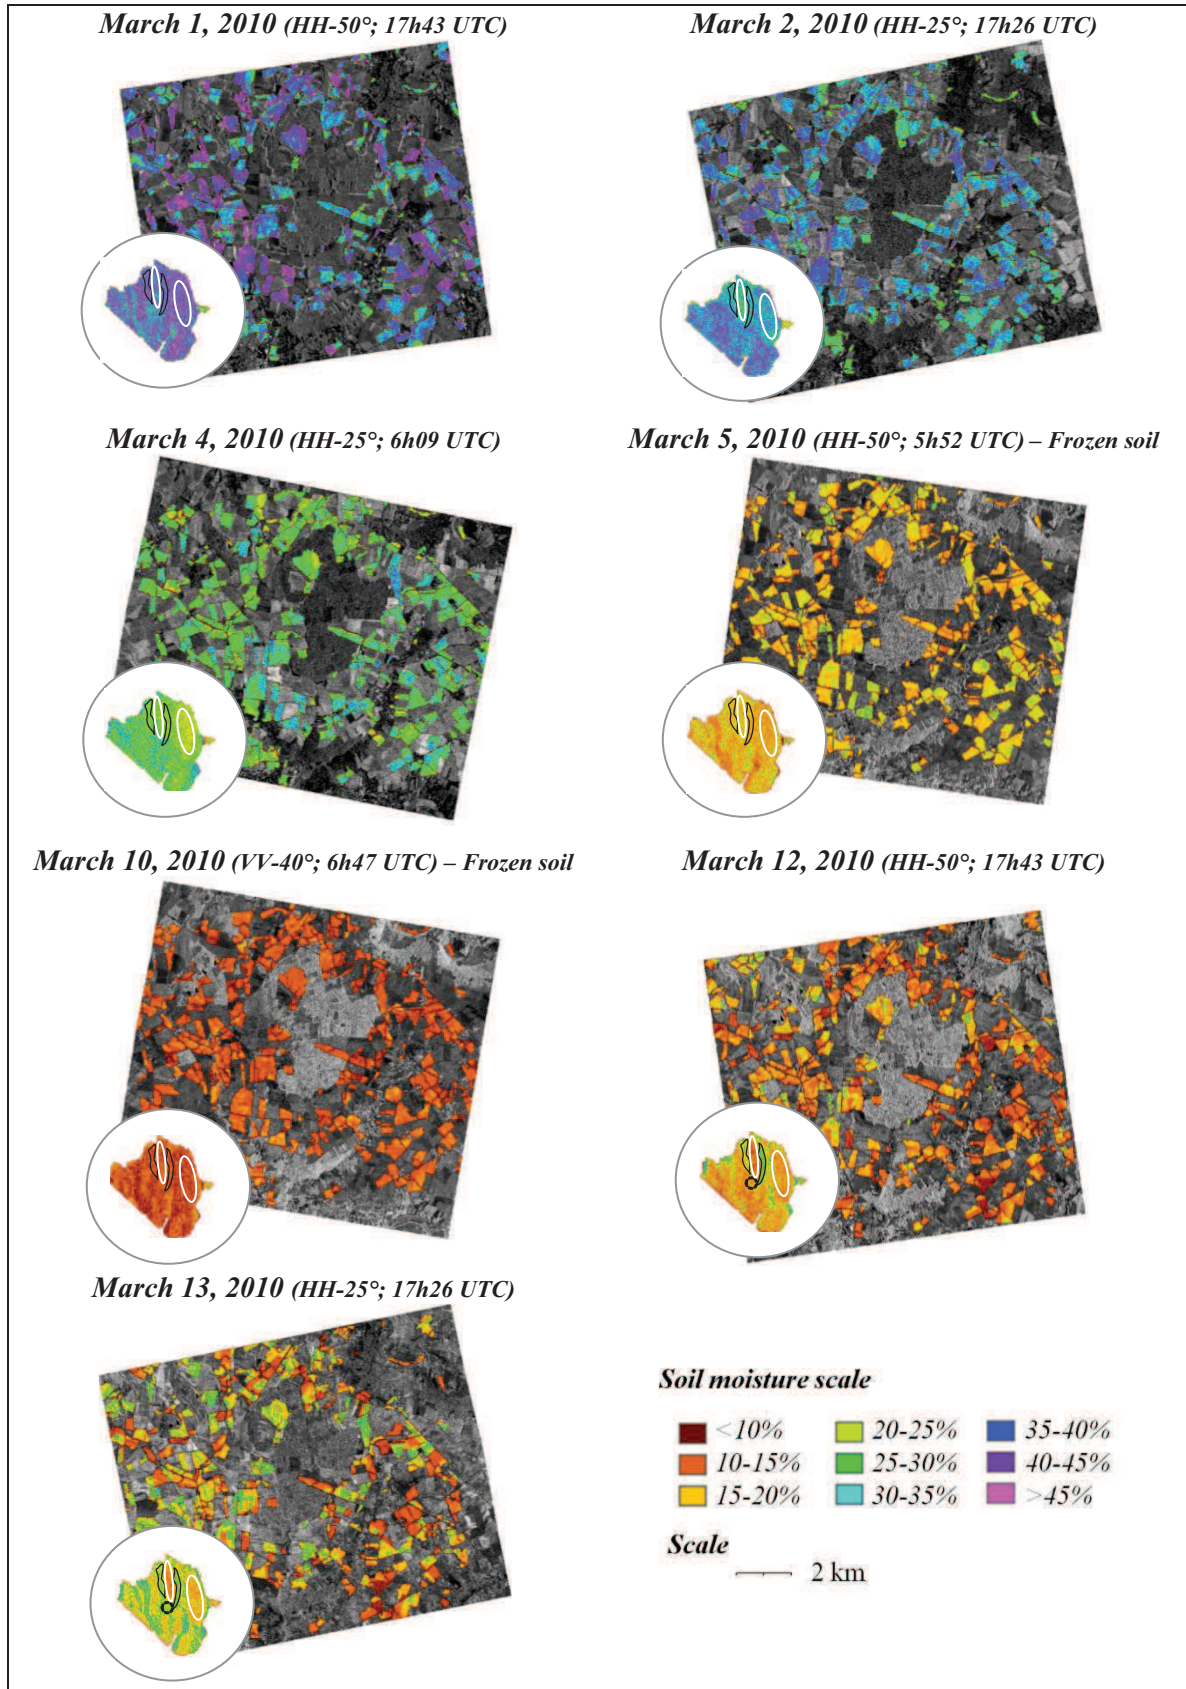 March 1, 2010 (HH-50°; 17h43 UTC)
March 2, 2010 (HH-25°; 17h26 UTC)
March 4, 2010 (HH-25°; 6h09 UTC)
March 5, 2010 (HH-50°; 5h52 UTC) – Frozen soil
March 10, 2010 (VV-40°; 6h47 UTC) – Frozen soil
March 12, 2010 (HH-50°; 17h43 UTC)
March 13, 2010 (HH-25°; 17h26 UTC)
Soil moisture scale
<10% 20-25% 35-40%
10-15% 25-30% 40-45%
15-20% 30-35% >45%
Scale
2 km